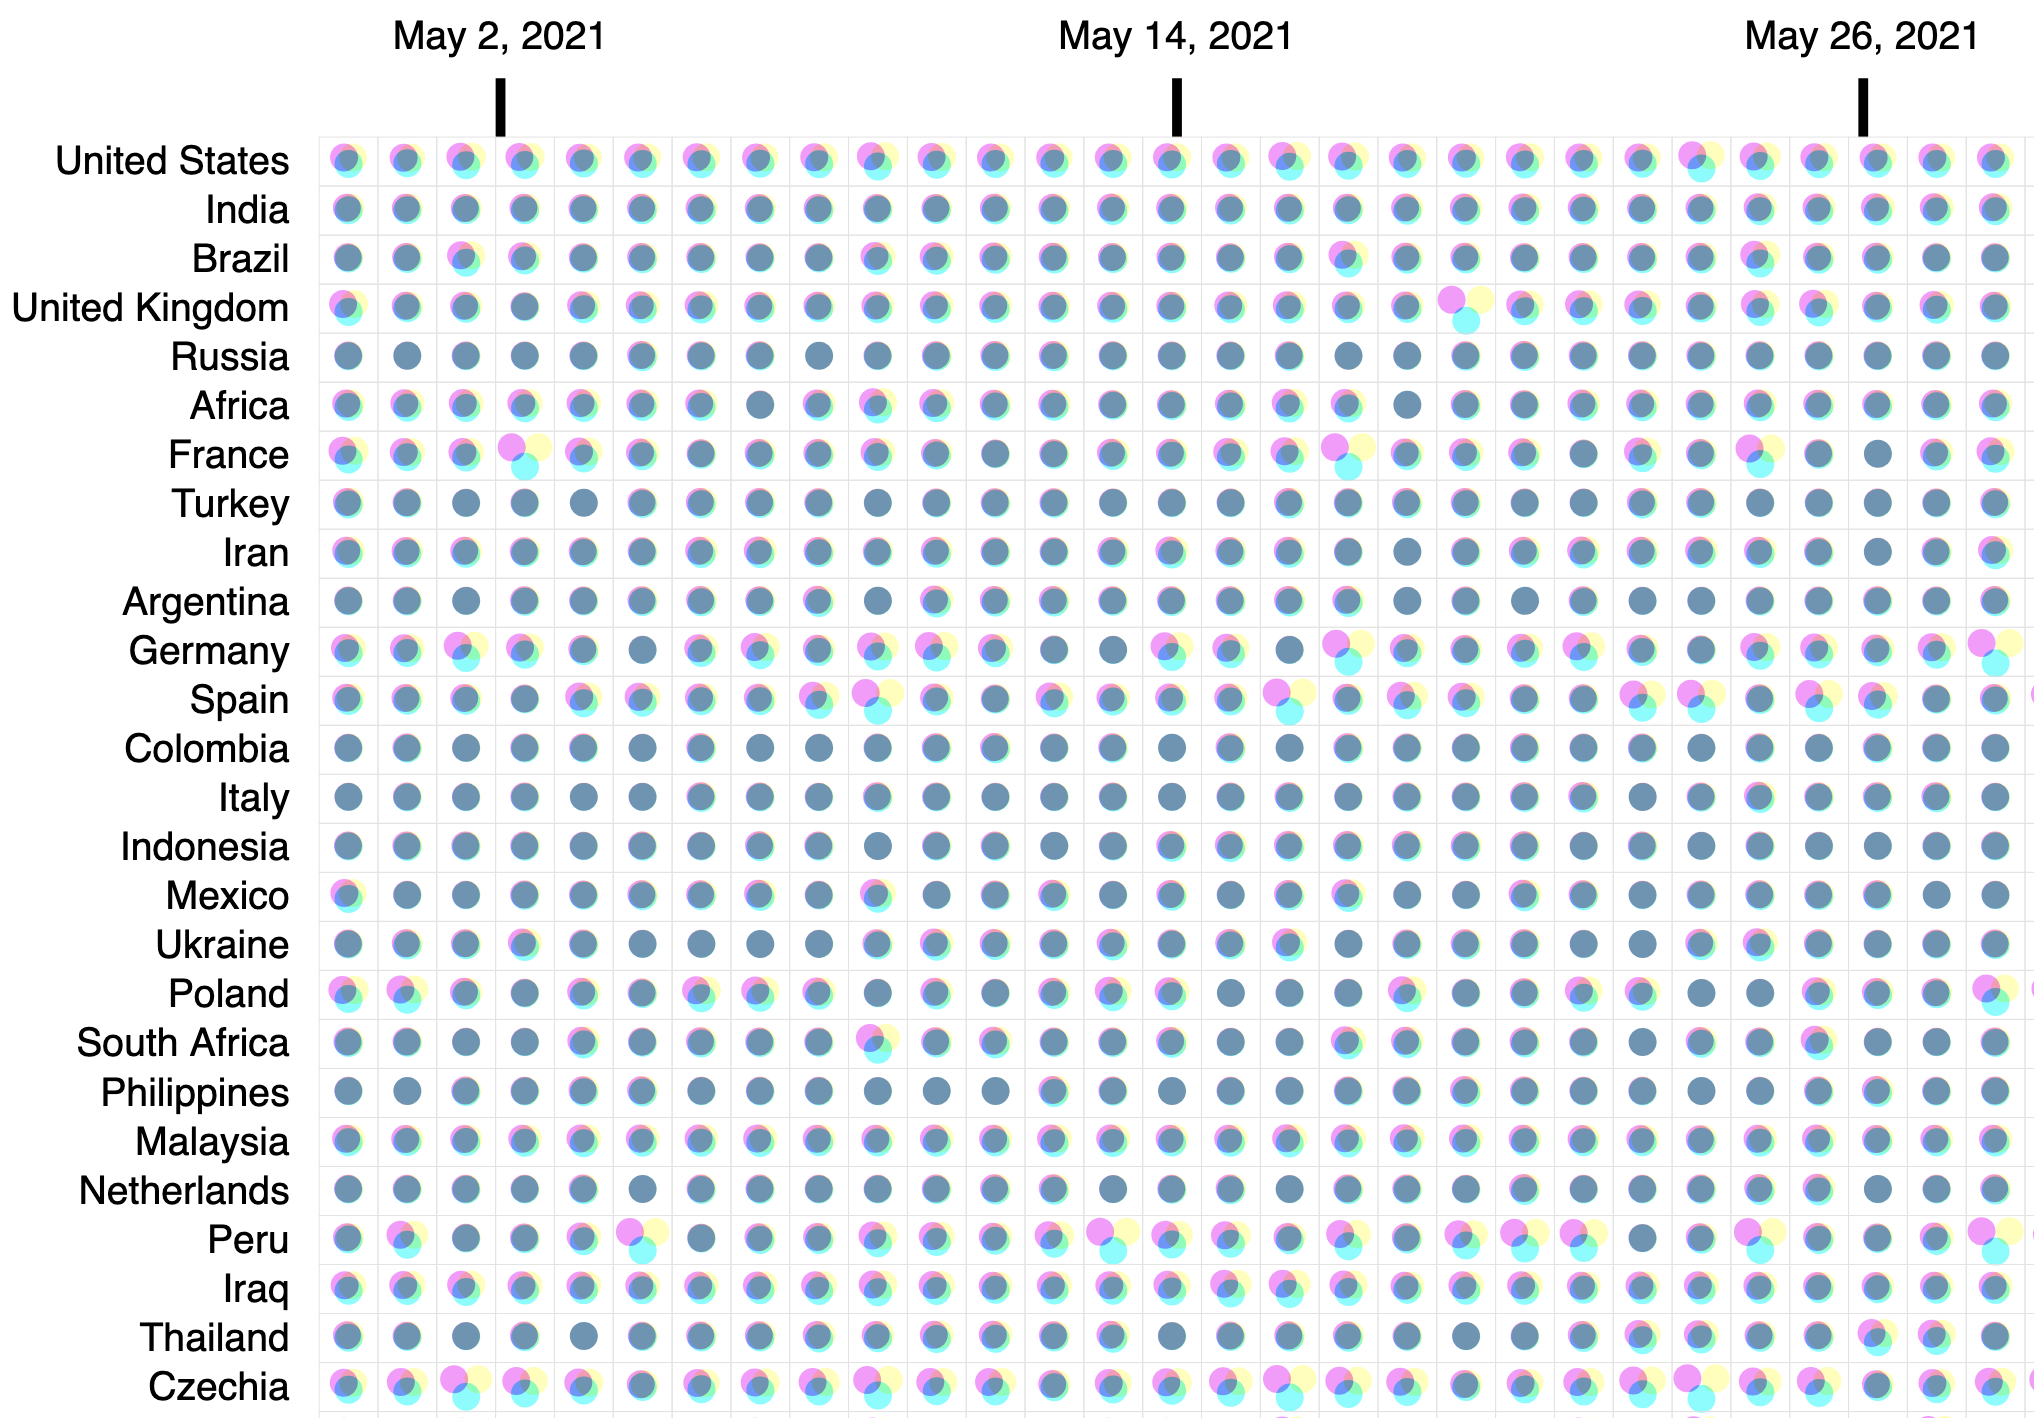 May 2, 2021 May 14, 2021 May 26, 2021
United States
India
Brazil
United Kingdom
Russia
Africa
France
Turkey
Iran
Argentina
Germany
Spain
Colombia
Italy
Indonesia
Mexico
Ukraine
Poland
South Africa
Philippines
Malaysia
Netherlands
Peru
Iraq
Thailand
Czechia